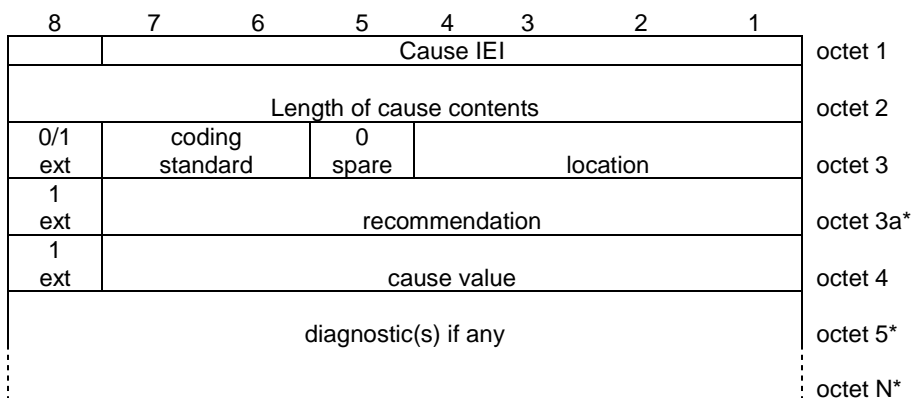 8 7 6 5 4 3 2 1
Cause IEI octet 1
Length of cause contents octet 2
0/1 coding 0
ext standard spare location octet 3
1
ext recommendation octet 3a*
1
ext cause value octet 4
diagnostic(s) if any octet 5*
octet N*